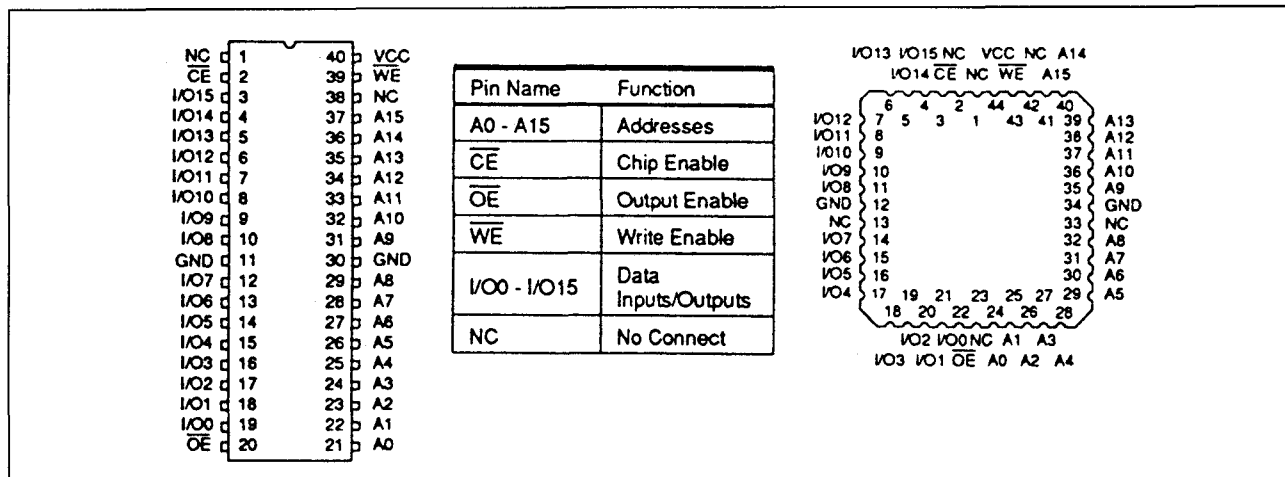 NC 1 40 VCC
CE 2 39 WE
I/O15 3 38 NC
I/O14 4 37 A15
I/O13 5 36 A14
I/O12 6 35 A13
I/O11 7 34 A12
I/O10 8 33 A11
I/O9 9 32 A10
I/O8 10 31 A9
GND 11 30 GND
I/O7 12 29 A8
I/O6 13 28 A7
I/O5 14 27 A6
I/O4 15 26 A5
I/O3 16 25 A4
I/O2 17 24 A3
I/O1 18 23 A2
I/O0 19 22 A1
OE 20 21 A0
Pin Name Function
A0 - A15 Addresses
CE Chip Enable
OE Output Enable
WE Write Enable
I/O0 - I/O15 Data
Inputs/Outputs
NC No Connect
I/O13 I/O15 NC VCC NC A14
I/O14 CE NC WE A15
6 4 2 44 42 40
I/O12 7 5 3 1 43 41 39 A13
I/O11 8 38 A12
I/O10 9 37 A11
I/O9 10 36 A10
I/O8 11 35 A9
GND 12 34 GND
NC 13 33 NC
I/O7 14 32 A8
I/O6 15 31 A7
I/O5 16 30 A6
I/O4 17 19 21 23 25 27 29 A5
18 20 22 24 26 28
I/O2 I/O0 NC A1 A3
I/O3 I/O1 OE A0 A2 A4